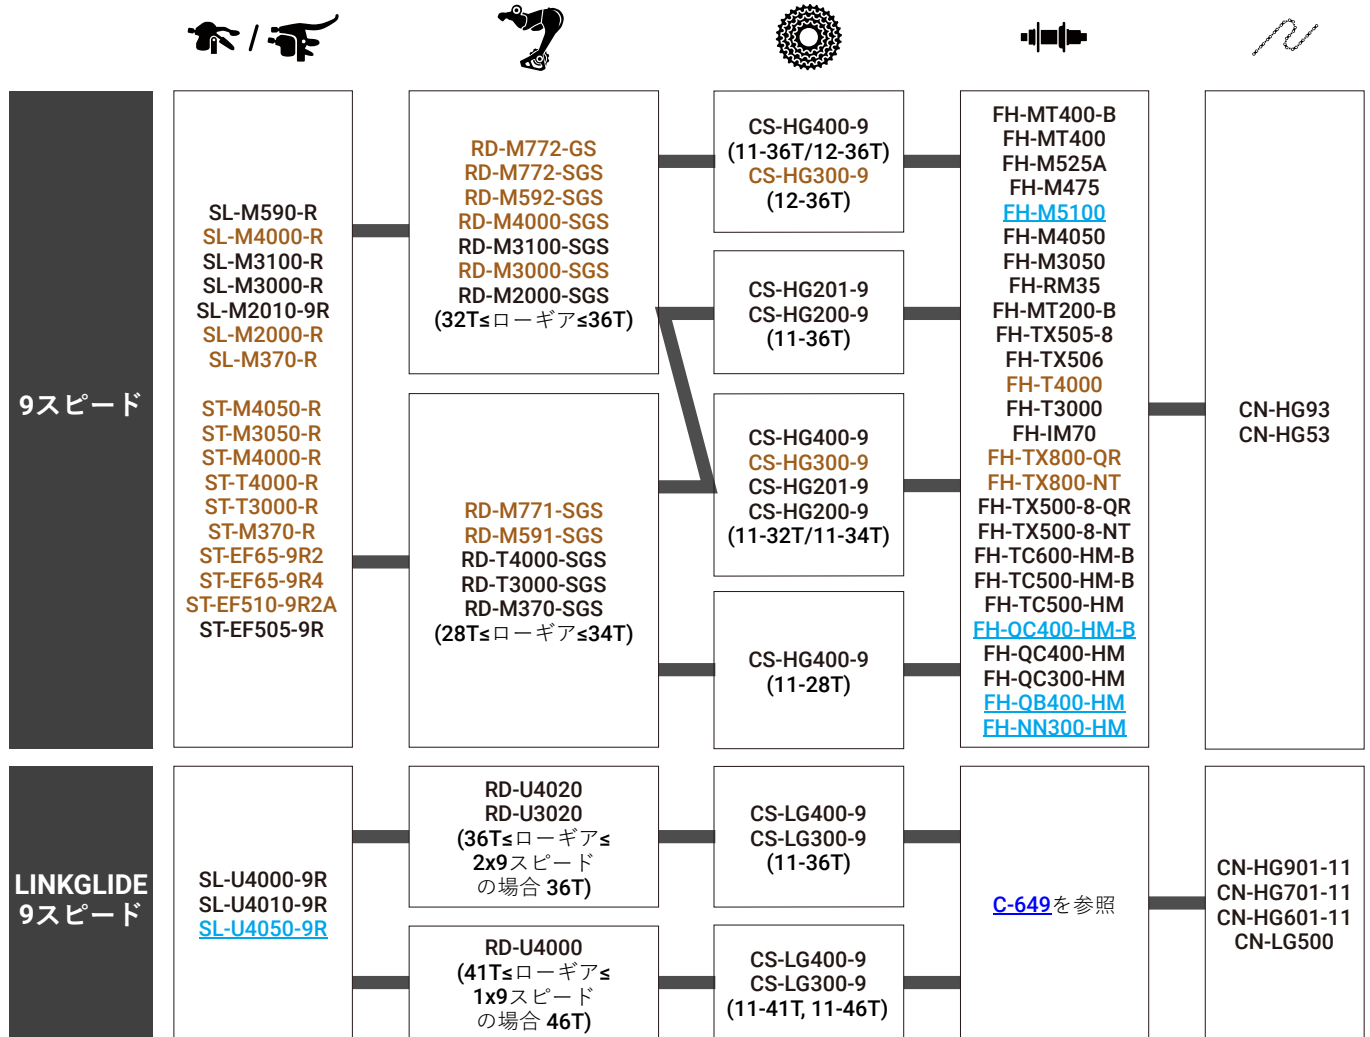 9スピード
SL-M590-R
SL-M4000-R
SL-M3100-R
SL-M3000-R
SL-M2010-9R
SL-M2000-R
SL-M370-R
ST-M4050-R
ST-M3050-R
ST-M4000-R
ST-T4000-R
ST-T3000-R
ST-M370-R
ST-EF65-9R2
ST-EF65-9R4
ST-EF510-9R2A
ST-EF505-9R
RD-M772-GS
RD-M772-SGS
RD-M592-SGS
RD-M4000-SGS
RD-M3100-SGS
RD-M3000-SGS
RD-M2000-SGS
(32T≤ローギア≤36T)
RD-M771-SGS
RD-M591-SGS
RD-T4000-SGS
RD-T3000-SGS
RD-M370-SGS
(28T≤ローギア≤34T)
CS-HG400-9
(11-36T/12-36T)
CS-HG300-9
(12-36T)
CS-HG201-9
CS-HG200-9
(11-36T)
CS-HG400-9
CS-HG300-9
CS-HG201-9
CS-HG200-9
(11-32T/11-34T)
CS-HG400-9
(11-28T)
FH-MT400-B
FH-MT400
FH-M525A
FH-M475
FH-M5100
FH-M4050
FH-M3050
FH-RM35
FH-MT200-B
FH-TX505-8
FH-TX506
FH-T4000
FH-T3000
FH-IM70
FH-TX800-QR
FH-TX800-NT
FH-TX500-8-QR
FH-TX500-8-NT
FH-TC600-HM-B
FH-TC500-HM-B
FH-TC500-HM
FH-QC400-HM-B
FH-QC400-HM
FH-QC300-HM
FH-QB400-HM
FH-NN300-HM
CN-HG93
CN-HG53
LINKGLIDE
9スピード
SL-U4000-9R
SL-U4010-9R
SL-U4050-9R
RD-U4020
RD-U3020
(36T≤ローギア≤
2x9スピード
の場合 36T)
RD-U4000
(41T≤ローギア≤
1x9スピード
の場合 46T)
CS-LG400-9
CS-LG300-9
(11-36T)
CS-LG400-9
CS-LG300-9
(11-41T, 11-46T)
C-649を参照
CN-HG901-11
CN-HG701-11
CN-HG601-11
CN-LG500